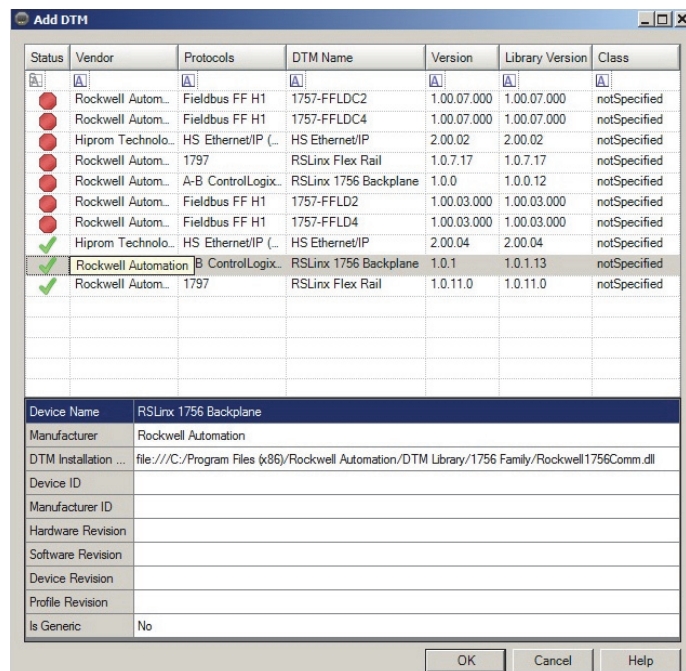 Add DTM
Status Vendor Protocols DTM Name Version Library Version Class
A A A A A A A
Rockwell Autom... Fieldbus FF H1 1757-FFLDC2 1.00.07.000 1.00.07.000 notSpecified
Rockwell Autom... Fieldbus FF H1 1757-FFLDC4 1.00.07.000 1.00.07.000 notSpecified
Hiprom Technolo... HS Ethernet/IP (... HS Ethernet/IP 2.00.02 2.00.02 notSpecified
Rockwell Autom... 1797 RSLinx Flex Rail 1.0.7.17 1.0.7.17 notSpecified
Rockwell Autom... A-B ControlLogix... RSLinx 1756 Backplane 1.0.0 1.0.0.12 notSpecified
Rockwell Autom... Fieldbus FF H1 1757-FFLD2 1.00.03.000 1.00.03.000 notSpecified
Rockwell Autom... Fieldbus FF H1 1757-FFLD4 1.00.03.000 1.00.03.000 notSpecified
Hiprom Technolo... HS Ethernet/IP (... HS Ethernet/IP 2.00.04 2.00.04 notSpecified
Rockwell Automation B ControlLogix... RSLinx 1756 Backplane 1.0.1 1.0.1.13 notSpecified
Rockwell Autom... 1797 RSLinx Flex Rail 1.0.11.0 1.0.11.0 notSpecified
Device Name RSLinx 1756 Backplane
Manufacturer Rockwell Automation
DTM Installation ... file:///C:/Program Files (x86)/Rockwell Automation/DTM Library/1756 Family/Rockwell1756Comm.dll
Device ID
Manufacturer ID
Hardware Revision
Software Revision
Device Revision
Profile Revision
Is Generic No
OK Cancel Help